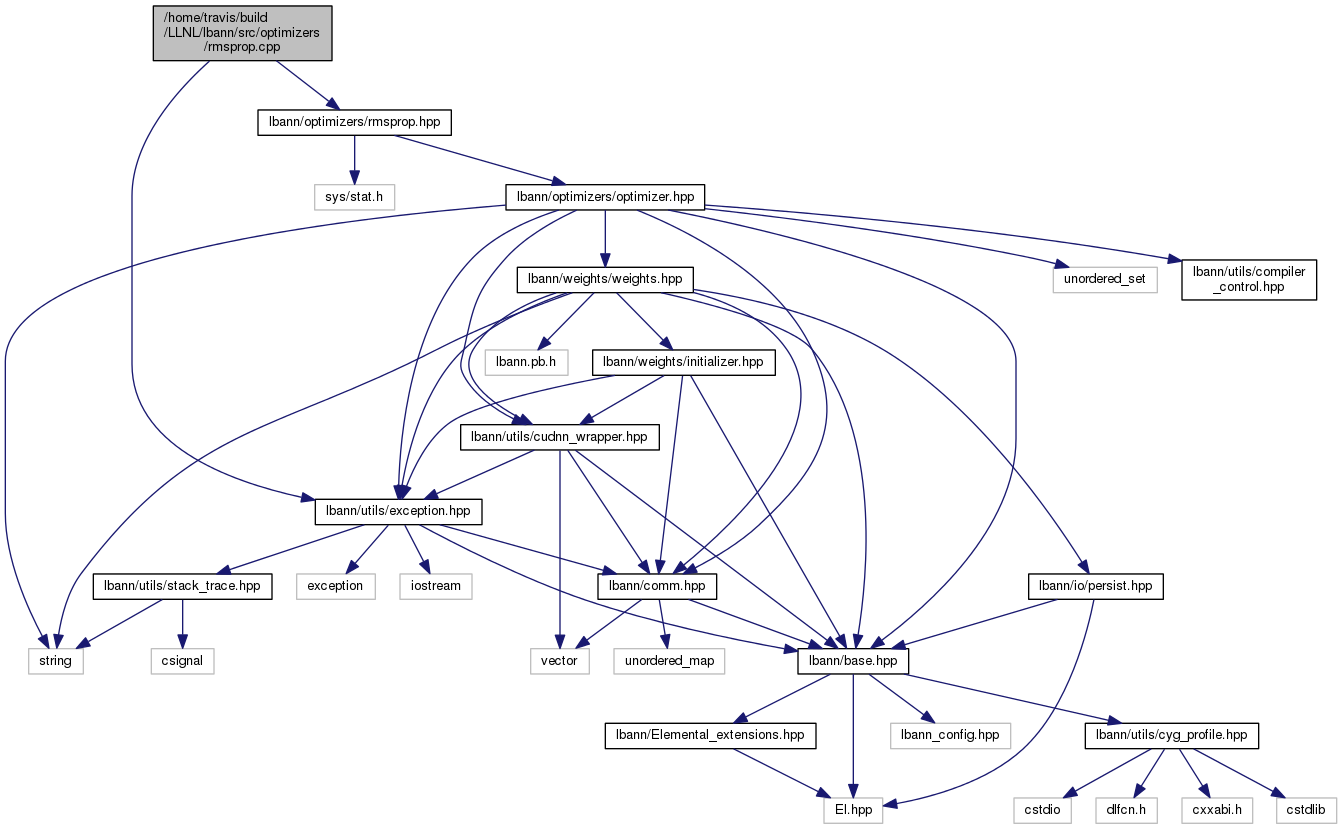 /home/travis/build
/LLNL/lbann/src/optimizers
/rmsprop.cpp
lbann/optimizers/rmsprop.hpp
sys/stat.h
lbann/optimizers/optimizer.hpp
unordered_set
lbann/utils/compiler
_control.hpp
lbann/weights/weights.hpp
lbann.pb.h
lbann/weights/initializer.hpp
lbann/utils/cudnn_wrapper.hpp
lbann/utils/exception.hpp
lbann/utils/stack_trace.hpp
exception
iostream
lbann/comm.hpp
lbann/io/persist.hpp
string
csignal
vector
unordered_map
lbann/base.hpp
lbann/Elemental_extensions.hpp
lbann_config.hpp
lbann/utils/cyg_profile.hpp
El.hpp
cstdio
dlfcn.h
cxxabi.h
cstdlib